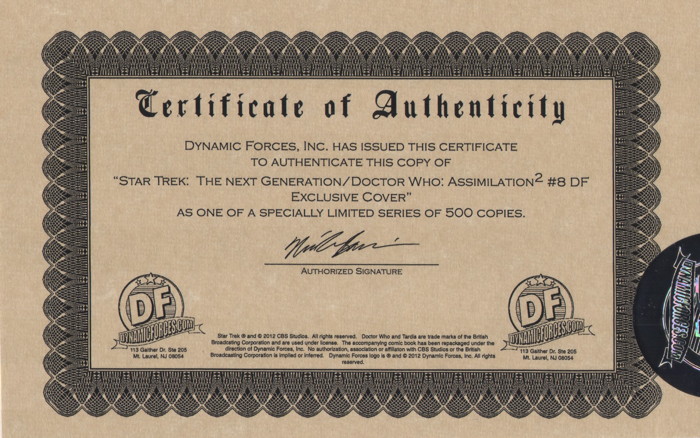 Certificate of Authenticity
DYNAMIC FORCES, INC. HAS ISSUED THIS CERTIFICATE
TO AUTHENTICATE THIS COPY OF
"STAR TREK: THE NEXT GENERATION/DOCTOR WHO: ASSIMILATION² #8 DF
EXCLUSIVE COVER"
AS ONE OF A SPECIALLY LIMITED SERIES OF 500 COPIES.
AUTHORIZED SIGNATURE
DF
DYNAMICFORCES.COM
113 Gaither Dr. Ste 205
Mt. Laurel, NJ 08054
Star Trek ® and © 2012 CBS Studios. All rights reserved. Doctor Who and Tardis are trade marks of the British
Broadcasting Corporation and are used under license. The accompanying comic book has been repackaged under the
direction of Dynamic Forces, Inc. No authorization, association or affiliation with CBS Studios or the British
Broadcasting Corporation is implied or inferred. Dynamic Forces logo is ® and © 2012 Dynamic Forces, Inc. All rights
reserved.
DF
DYNAMICFORCES.COM
113 Gaither Dr. Ste 205
Mt. Laurel, NJ 08054